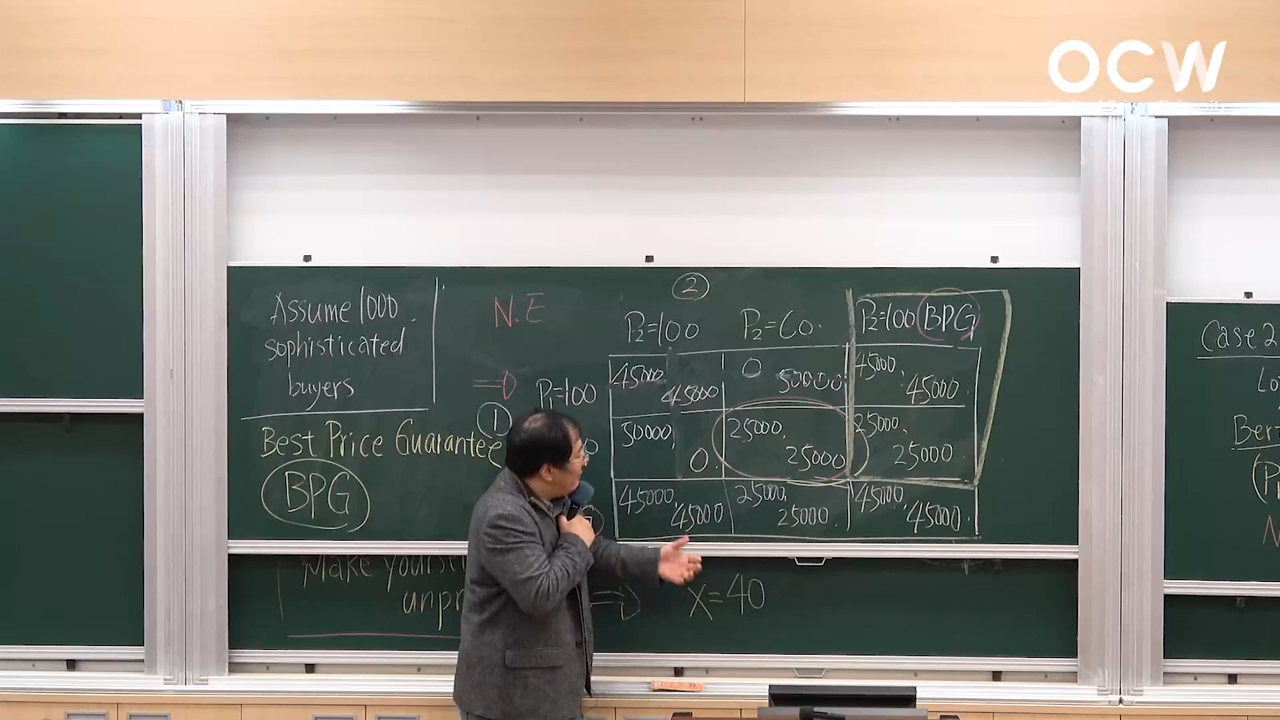 OCW
Assume 1000
sophisticated
buyers
Best Price Guarantee
BPG
N.E
②
P₂=100 P₂=60. P₂=100 BPG
P₁=100
①
45000, 45000 0 50000 45000, 45000.
50000, 0. 25000, 25000 25000, 25000
45000, 45000 25000, 25000. 45000, 45000.
Make
⇒ X=40
Case 2